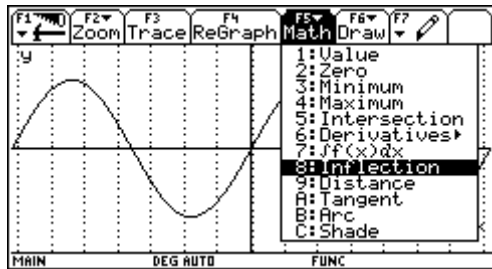 F1 F2 F3 F4 F5 F6 F7
Zoom Trace ReGraph Math Draw
y
1:Value
2:Zero
3:Minimum
4:Maximum
5:Intersection
6:Derivatives▸
7:∫f(x)dx
8:Inflection
9:Distance
A:Tangent
B:Arc
C:Shade
x
MAIN DEG AUTO FUNC